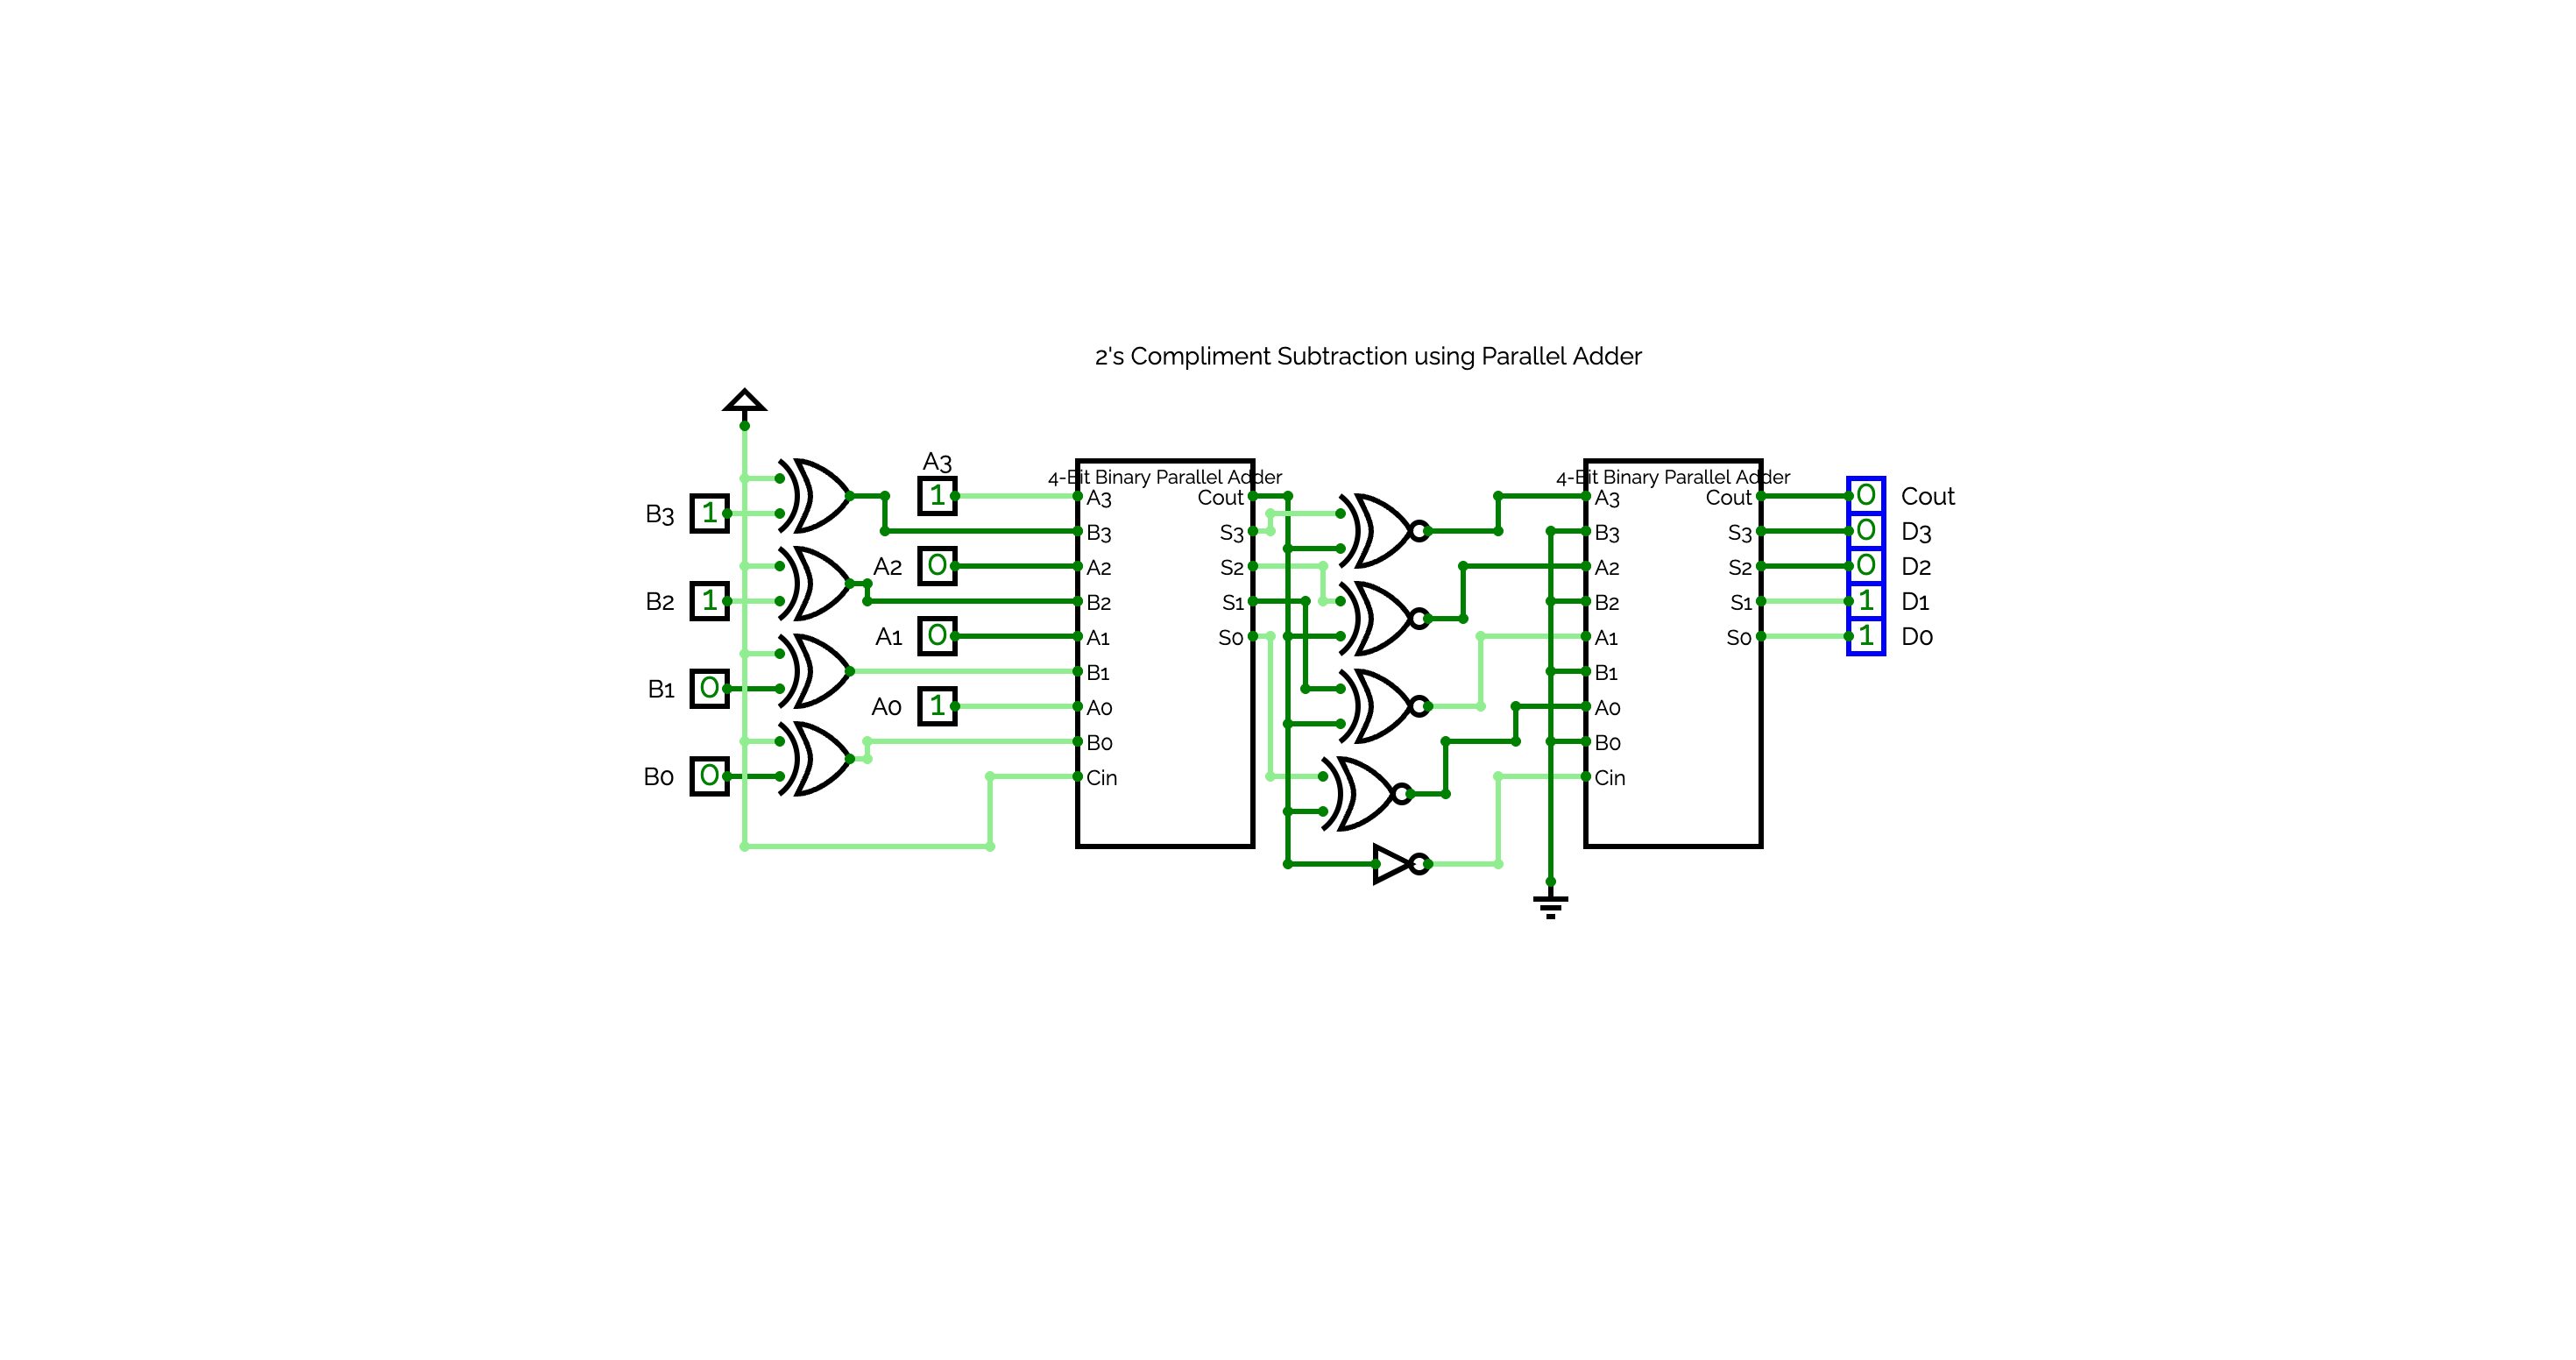 2's Compliment Subtraction using Parallel Adder
A3
4-Bit Binary Parallel Adder
4-Bit Binary Parallel Adder
1
A3
Cout
A3
Cout
0
Cout
B3
1
B3
S3
B3
S3
0
D3
A2
0
A2
S2
A2
S2
0
D2
B2
1
B2
S1
B2
S1
1
D1
A1
0
A1
S0
A1
S0
1
D0
B1
0
B1
B1
A0
1
A0
A0
B0
B0
B0
0
Cin
Cin